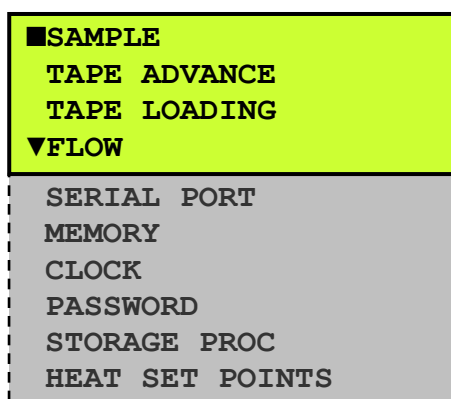 ■SAMPLE
TAPE ADVANCE
TAPE LOADING
▼FLOW
SERIAL PORT
MEMORY
CLOCK
PASSWORD
STORAGE PROC
HEAT SET POINTS